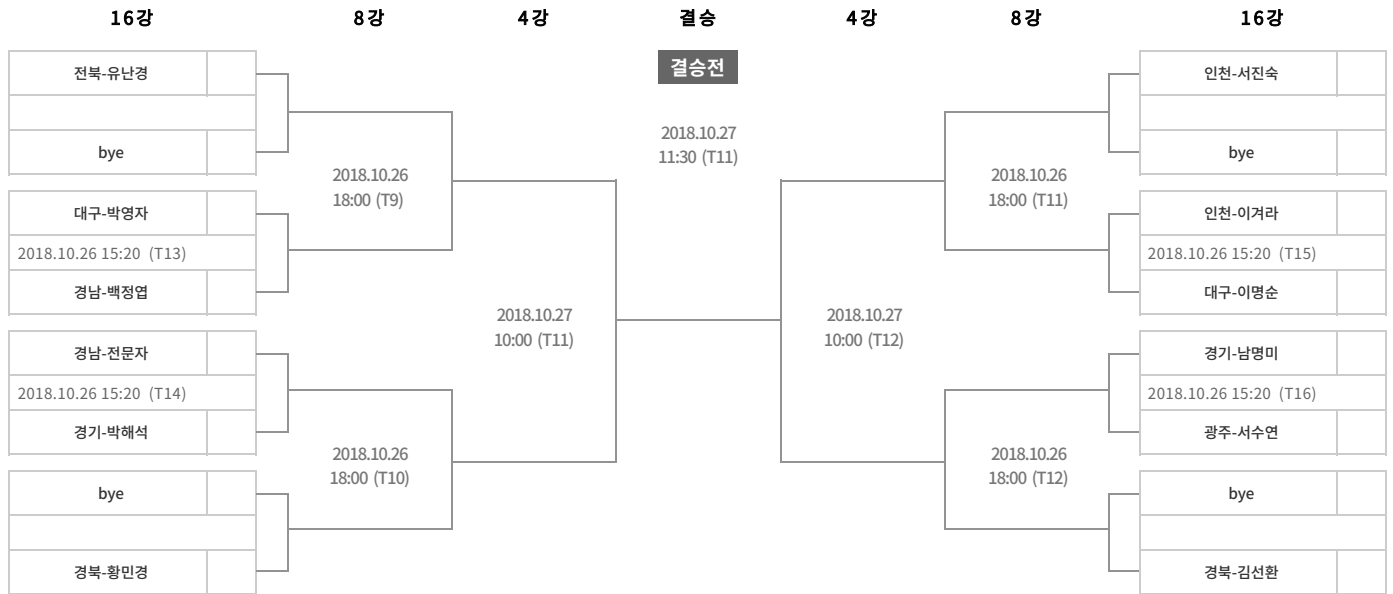 16강 8강 4강 결승 4강 8강 16강
결승전
2018.10.27
11:30 (T11)
전북-유난경
bye
대구-박영자
2018.10.26 15:20 (T13)
경남-백정엽
경남-전문자
2018.10.26 15:20 (T14)
경기-박해석
bye
경북-황민경
2018.10.26
18:00 (T9)
2018.10.26
18:00 (T10)
2018.10.27
10:00 (T11)
2018.10.27
10:00 (T12)
2018.10.26
18:00 (T11)
2018.10.26
18:00 (T12)
인천-서진숙
bye
인천-이겨라
2018.10.26 15:20 (T15)
대구-이명순
경기-남명미
2018.10.26 15:20 (T16)
광주-서수연
bye
경북-김선환